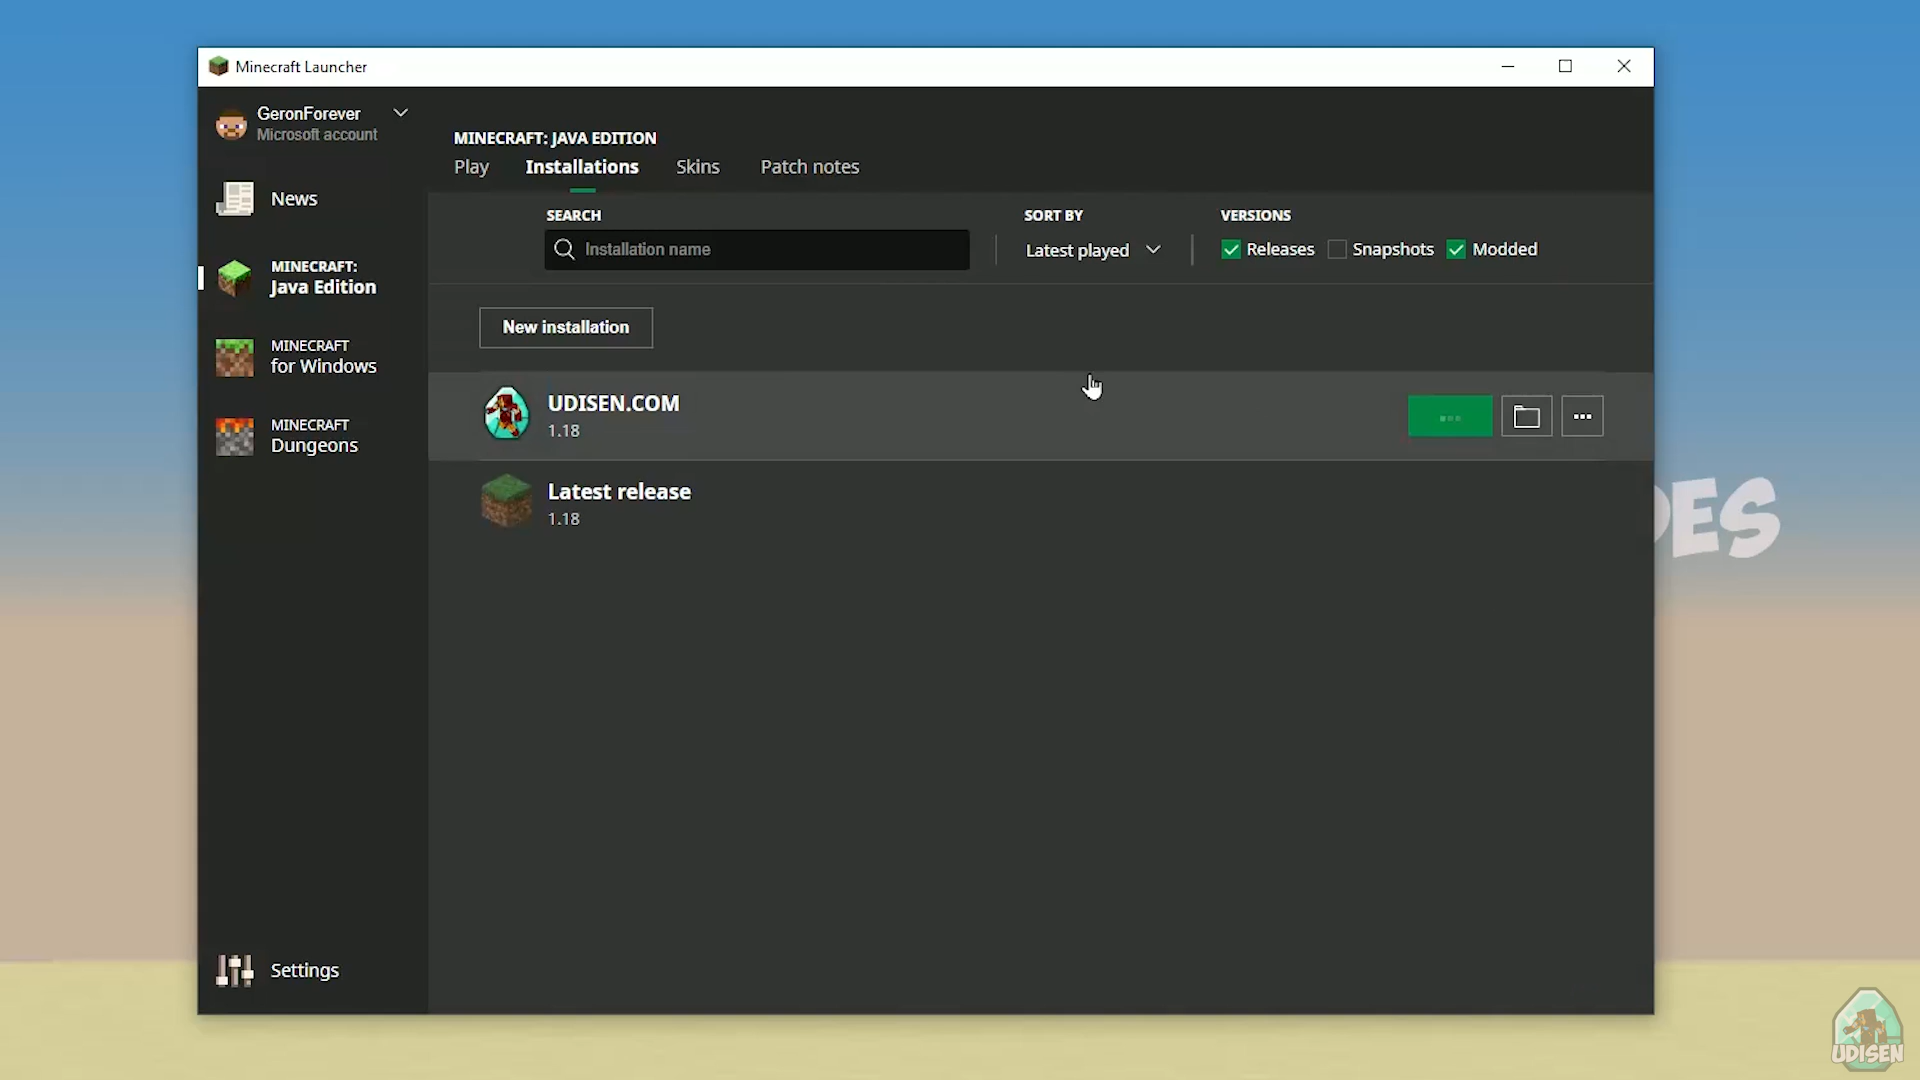 Minecraft Launcher
GeronForever
Microsoft account
News
MINECRAFT:
Java Edition
MINECRAFT
for Windows
MINECRAFT
Dungeons
Settings
MINECRAFT: JAVA EDITION
Play Installations Skins Patch notes
SEARCH SORT BY VERSIONS
Installation name Latest played Releases Snapshots Modded
New installation
UDISEN.COM
1.18
Latest release
1.18
UDISEN